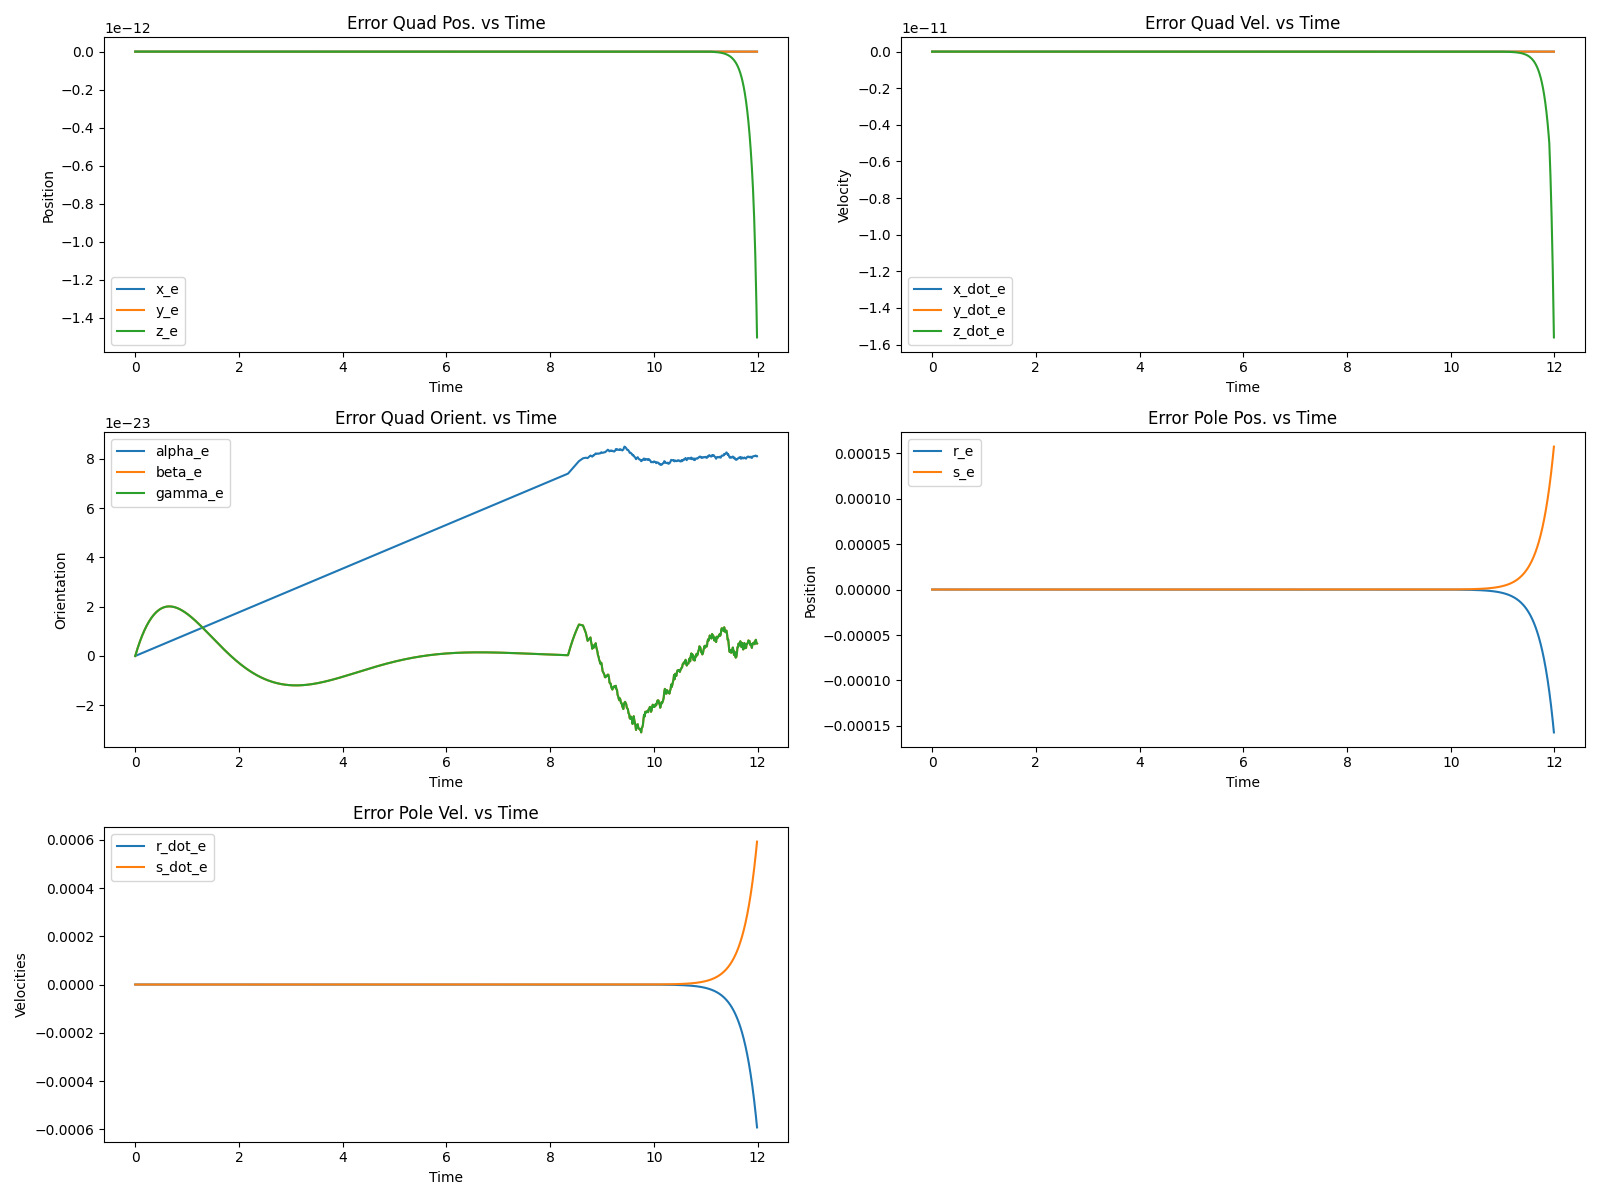 Error Quad Pos. vs Time
1e−12
0.0
−0.2
−0.4
−0.6
−0.8
−1.0
−1.2
−1.4
Position
x_e
y_e
z_e
0 2 4 6 8 10 12
Time
Error Quad Vel. vs Time
1e−11
0.0
−0.2
−0.4
−0.6
−0.8
−1.0
−1.2
−1.4
−1.6
Velocity
x_dot_e
y_dot_e
z_dot_e
0 2 4 6 8 10 12
Time
Error Quad Orient. vs Time
1e−23
8
6
4
2
0
−2
Orientation
alpha_e
beta_e
gamma_e
0 2 4 6 8 10 12
Time
Error Pole Pos. vs Time
0.00015
0.00010
0.00005
0.00000
−0.00005
−0.00010
−0.00015
Position
r_e
s_e
0 2 4 6 8 10 12
Time
Error Pole Vel. vs Time
0.0006
0.0004
0.0002
0.0000
−0.0002
−0.0004
−0.0006
Velocities
r_dot_e
s_dot_e
0 2 4 6 8 10 12
Time